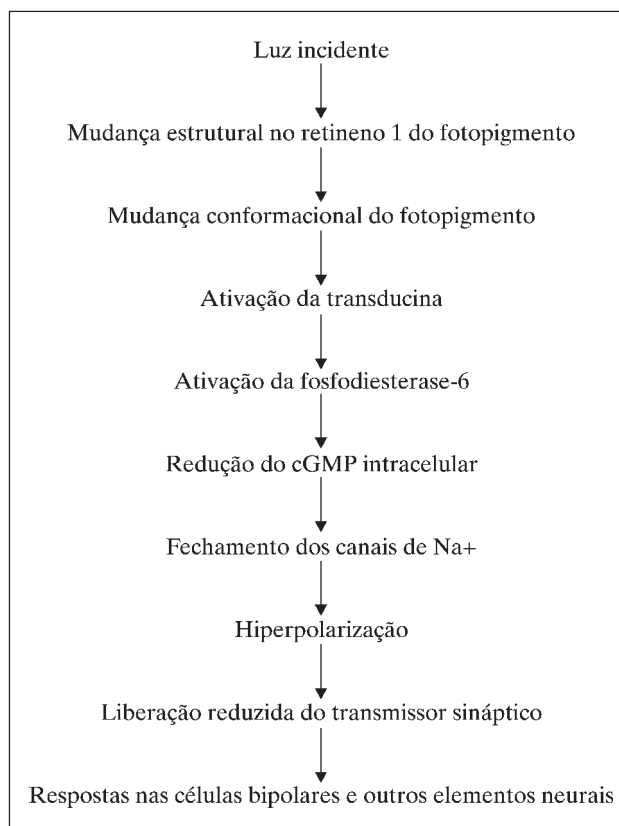 Luz incidente
Mudança estrutural no retineno 1 do fotopigmento
Mudança conformacional do fotopigmento
Ativação da transducina
Ativação da fosfodiesterase-6
Redução do cGMP intracelular
Fechamento dos canais de Na+
Hiperpolarização
Liberação reduzida do transmissor sináptico
Respostas nas células bipolares e outros elementos neurais